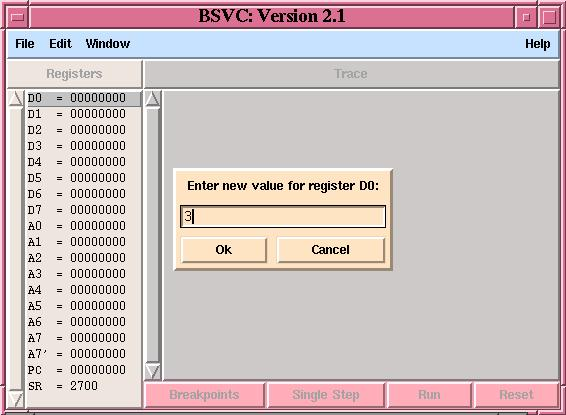 BSVC: Version 2.1
File Edit Window Help
Registers Trace
D0 = 00000000
D1 = 00000000
D2 = 00000000
D3 = 00000000
D4 = 00000000
D5 = 00000000
D6 = 00000000
D7 = 00000000
A0 = 00000000
A1 = 00000000
A2 = 00000000
A3 = 00000000
A4 = 00000000
A5 = 00000000
A6 = 00000000
A7 = 00000000
A7' = 00000000
PC = 00000000
SR = 2700
Enter new value for register D0:
3
Ok Cancel
Breakpoints Single Step Run Reset